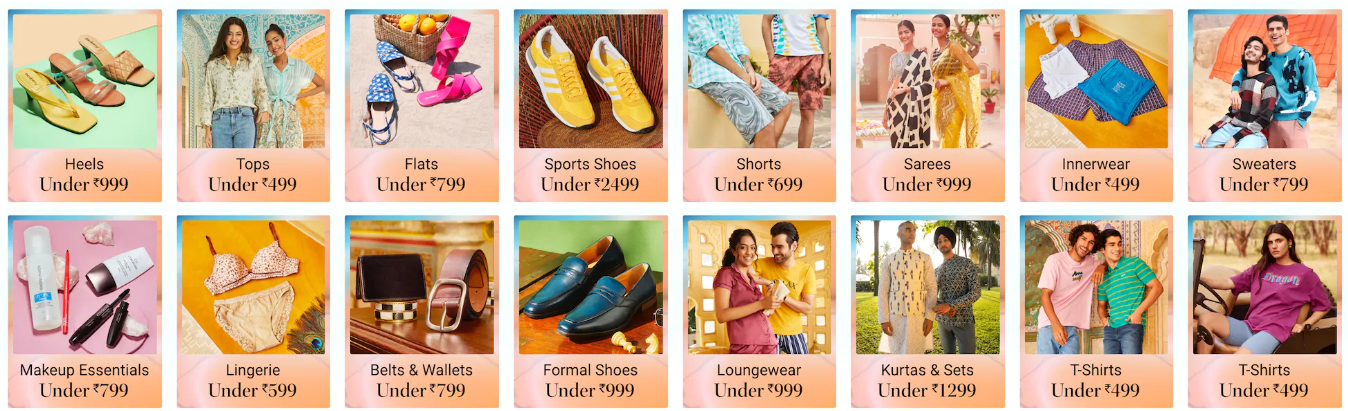 Heels
Under ₹999
Tops
Under ₹499
Flats
Under ₹799
Sports Shoes
Under ₹2499
Shorts
Under ₹699
Sarees
Under ₹999
Innerwear
Under ₹499
Sweaters
Under ₹799
Makeup Essentials
Under ₹799
Lingerie
Under ₹599
Belts & Wallets
Under ₹799
Formal Shoes
Under ₹999
Loungewear
Under ₹999
Kurtas & Sets
Under ₹1299
T-Shirts
Under ₹499
T-Shirts
Under ₹499